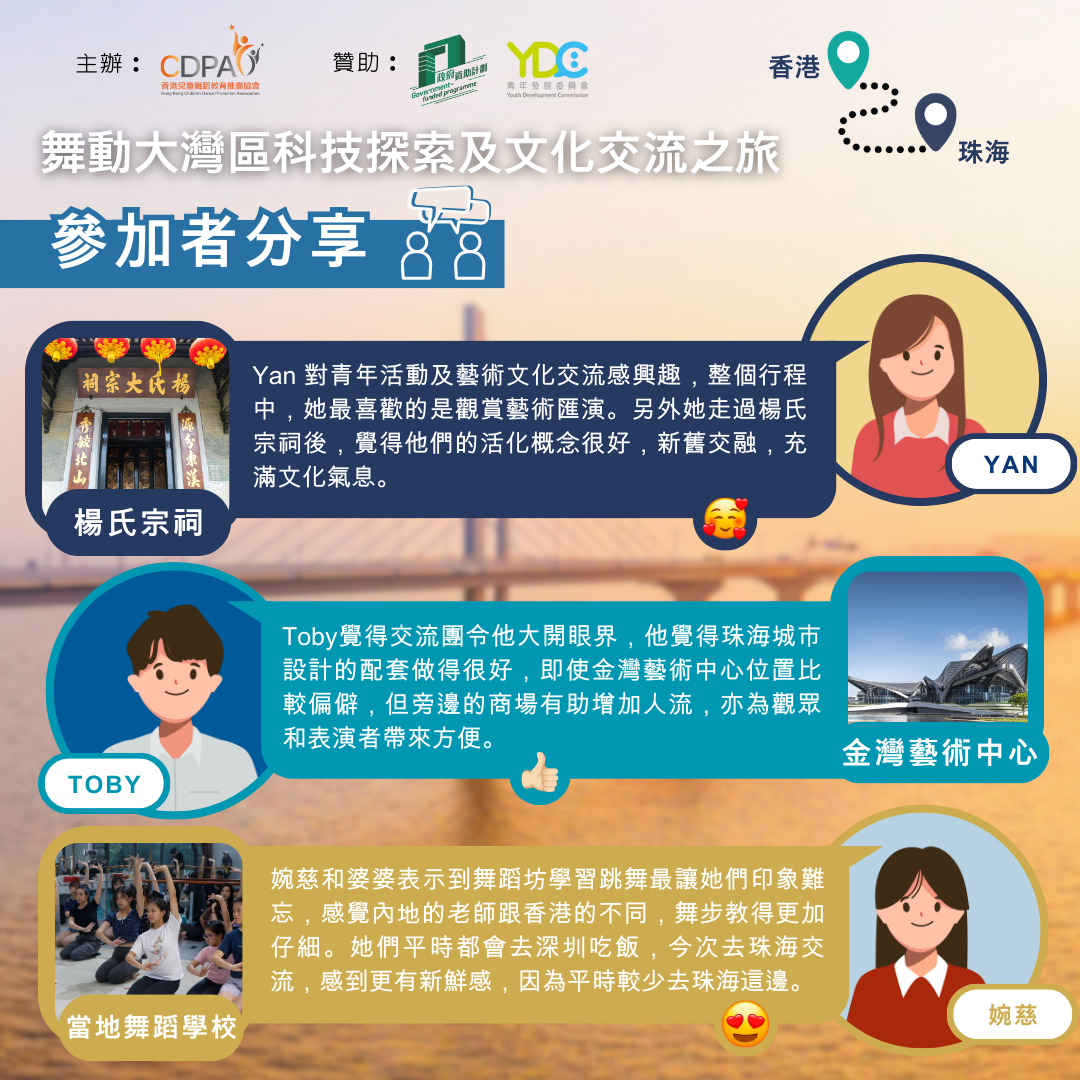 主辦：
CDPA
香港兒童舞蹈教育推廣協會
Hong Kong Children Dance Promotion Association
贊助：
政府資助計劃
Government-
funded programme
YDC
青年發展委員會
Youth Development Commission
香港
珠海
舞動大灣區科技探索及文化交流之旅
參加者分享
祠宗大氏楊
源分東漢
秀毓北山
楊氏宗祠
Yan 對青年活動及藝術文化交流感興趣，整個行程
中，她最喜歡的是觀賞藝術匯演。另外她走過楊氏
宗祠後，覺得他們的活化概念很好，新舊交融，充
滿文化氣息。
YAN
Toby覺得交流團令他大開眼界，他覺得珠海城市
設計的配套做得很好，即使金灣藝術中心位置比
較偏僻，但旁邊的商場有助增加人流，亦為觀眾
和表演者帶來方便。
TOBY
金灣藝術中心
婉慈和婆婆表示到舞蹈坊學習跳舞最讓她們印象難
忘，感覺內地的老師跟香港的不同，舞步教得更加
仔細。她們平時都會去深圳吃飯，今次去珠海交
流，感到更有新鮮感，因為平時較少去珠海這邊。
當地舞蹈學校
婉慈